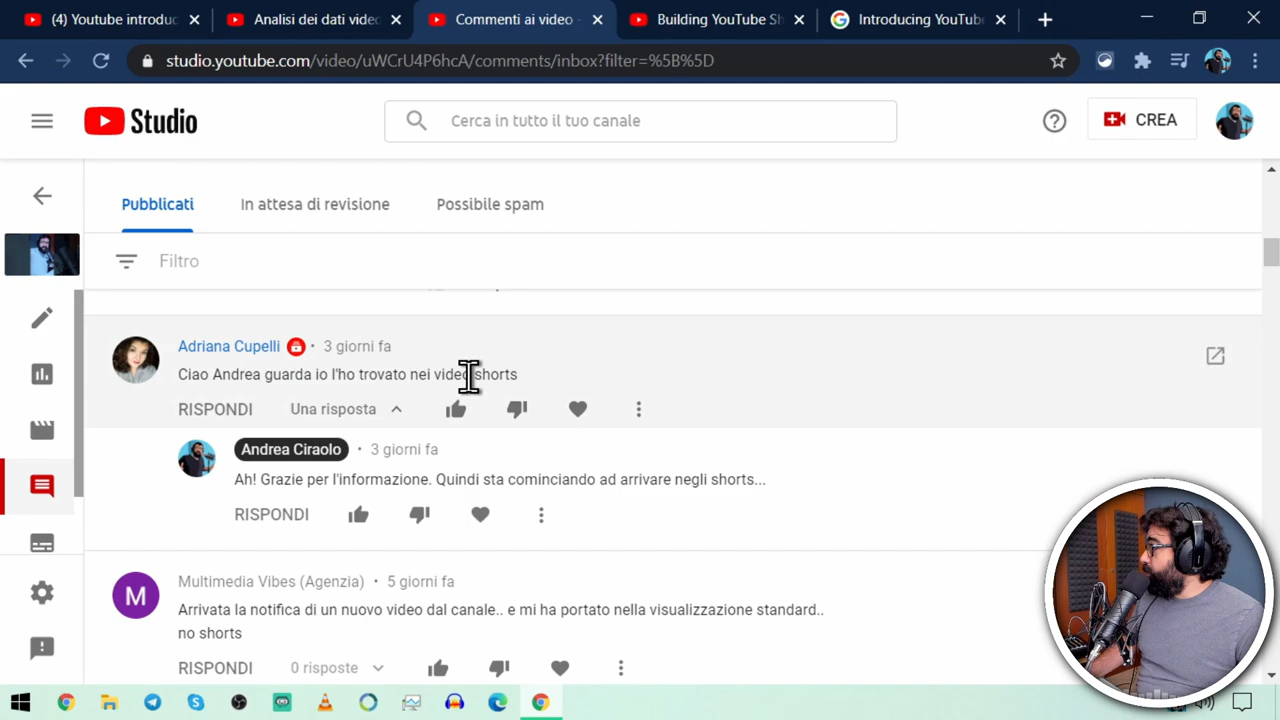 (4) Youtube introduc
Analisi dei dati video
Commenti ai video
Building YouTube Sh
Introducing YouTube
studio.youtube.com/video/uWCrU4P6hcA/comments/inbox?filter=%5B%5D
Studio
Cerca in tutto il tuo canale
CREA
Pubblicati
In attesa di revisione
Possibile spam
Filtro
Adriana Cupelli • 3 giorni fa
Ciao Andrea guarda io l'ho trovato nei video shorts
RISPONDI Una risposta
Andrea Ciraolo • 3 giorni fa
Ah! Grazie per l'informazione. Quindi sta cominciando ad arrivare negli shorts...
RISPONDI
M
Multimedia Vibes (Agenzia) • 5 giorni fa
Arrivata la notifica di un nuovo video dal canale.. e mi ha portato nella visualizzazione standard..
no shorts
RISPONDI 0 risposte